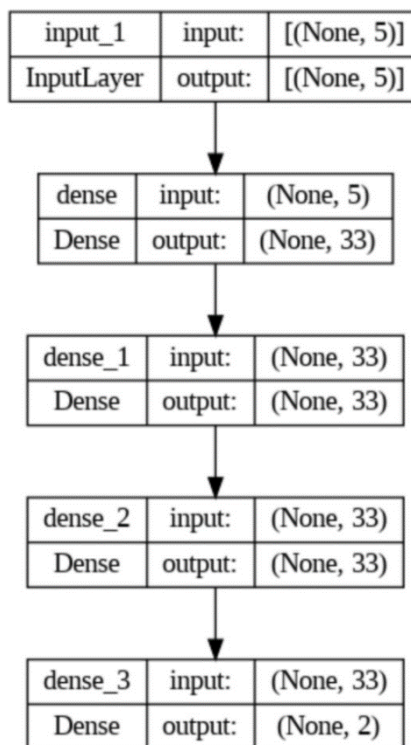 input_1 input: [(None, 5)]
InputLayer output: [(None, 5)]
dense input: (None, 5)
Dense output: (None, 33)
dense_1 input: (None, 33)
Dense output: (None, 33)
dense_2 input: (None, 33)
Dense output: (None, 33)
dense_3 input: (None, 33)
Dense output: (None, 2)